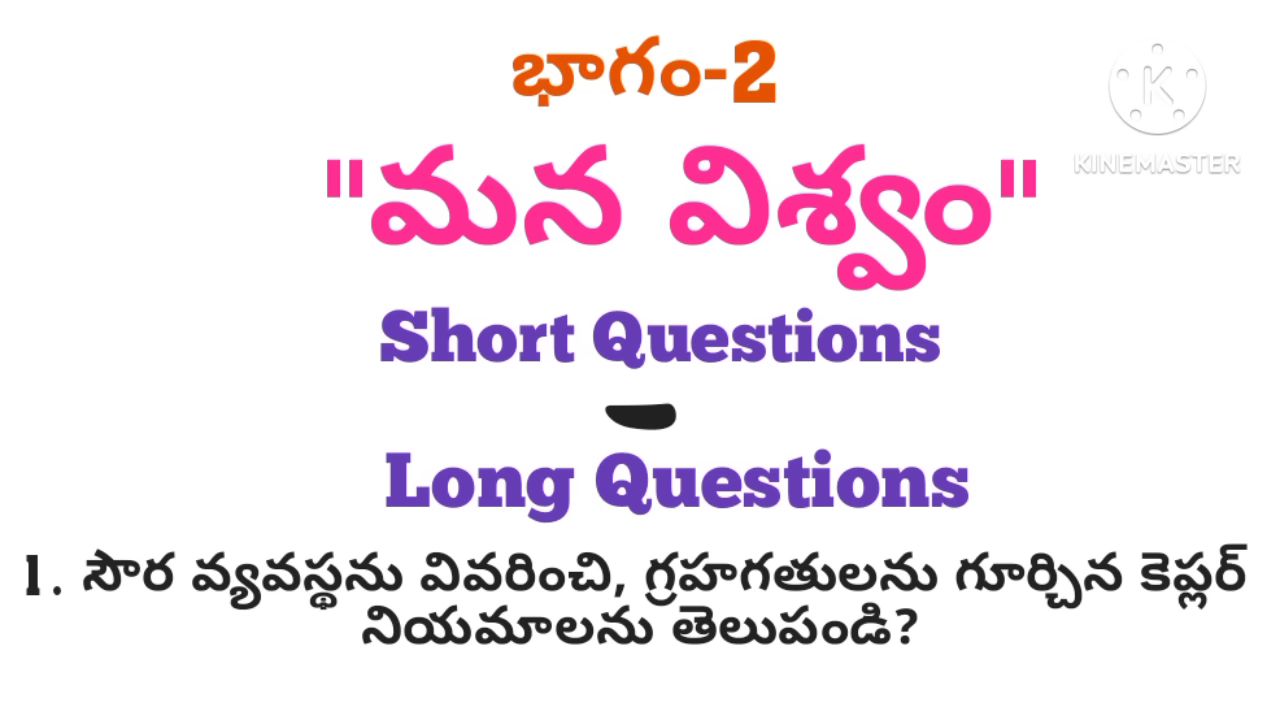 భాగం-2
"మన విశ్వం"
KINEMASTER
Short Questions
-
Long Questions
1. సౌర వ్యవస్థను వివరించి, గ్రహగతులను గూర్చిన కెప్లర్
నియమాలను తెలుపండి?